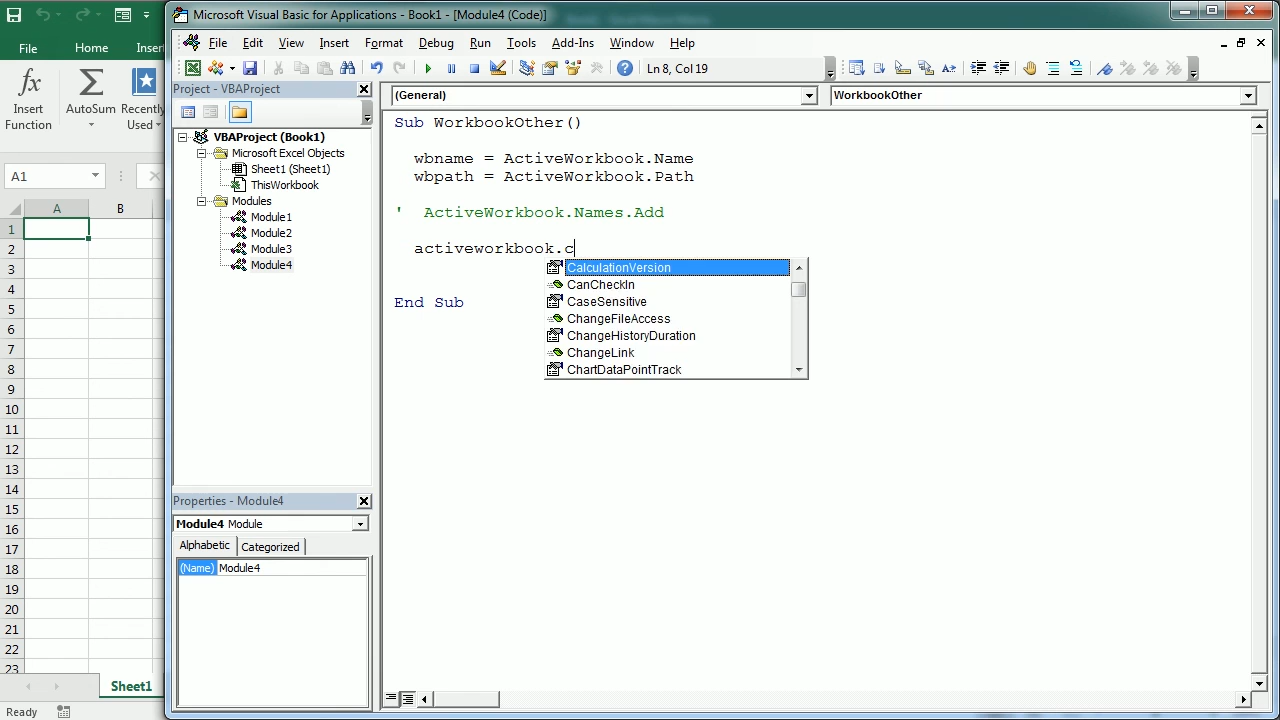 Microsoft Visual Basic for Applications - Book1 - [Module4 (Code)]
File Edit View Insert Format Debug Run Tools Add-Ins Window Help
Ln 8, Col 19
File Home
Insert Function
AutoSum
Recently Used
A1
A B
1
2
3
4
5
6
7
8
9
10
11
12
13
14
15
16
17
18
19
20
21
22
23
Sheet1
Ready
Project - VBAProject
VBAProject (Book1)
Microsoft Excel Objects
Sheet1 (Sheet1)
ThisWorkbook
Modules
Module1
Module2
Module3
Module4
Properties - Module4
Module4 Module
Alphabetic Categorized
(Name) Module4
(General) WorkbookOther
Sub WorkbookOther()
wbname = ActiveWorkbook.Name
wbpath = ActiveWorkbook.Path
' ActiveWorkbook.Names.Add
activeworkbook.c
CalculationVersion
CanCheckIn
CaseSensitive
ChangeFileAccess
ChangeHistoryDuration
ChangeLink
ChartDataPointTrack
End Sub